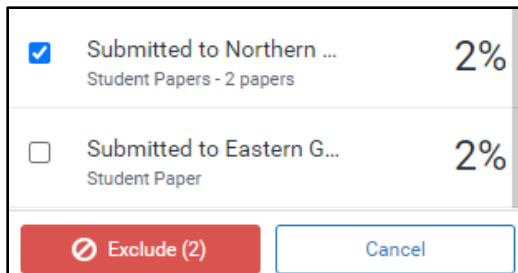 Submitted to Northern ...
2%
Student Papers - 2 papers
Submitted to Eastern G...
2%
Student Paper
Exclude (2)
Cancel